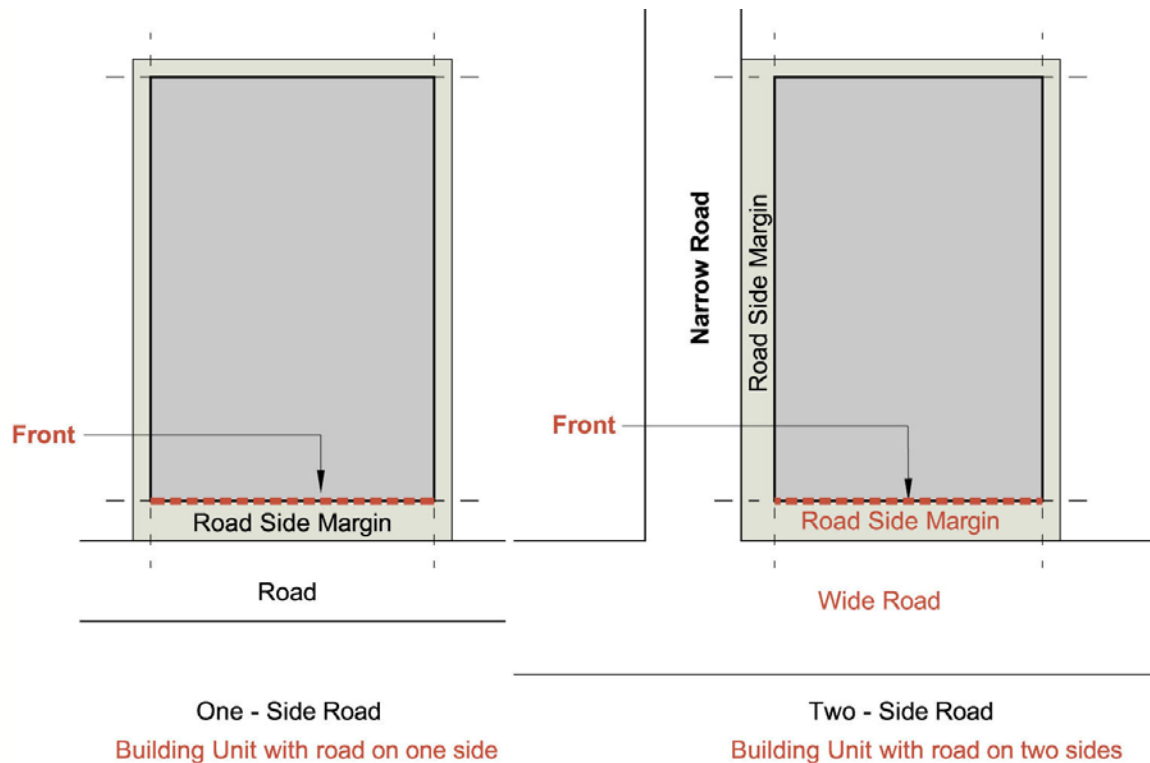 Front
Road Side Margin
Road
One - Side Road
Building Unit with road on one side
Narrow Road
Road Side Margin
Front
Road Side Margin
Wide Road
Two - Side Road
Building Unit with road on two sides